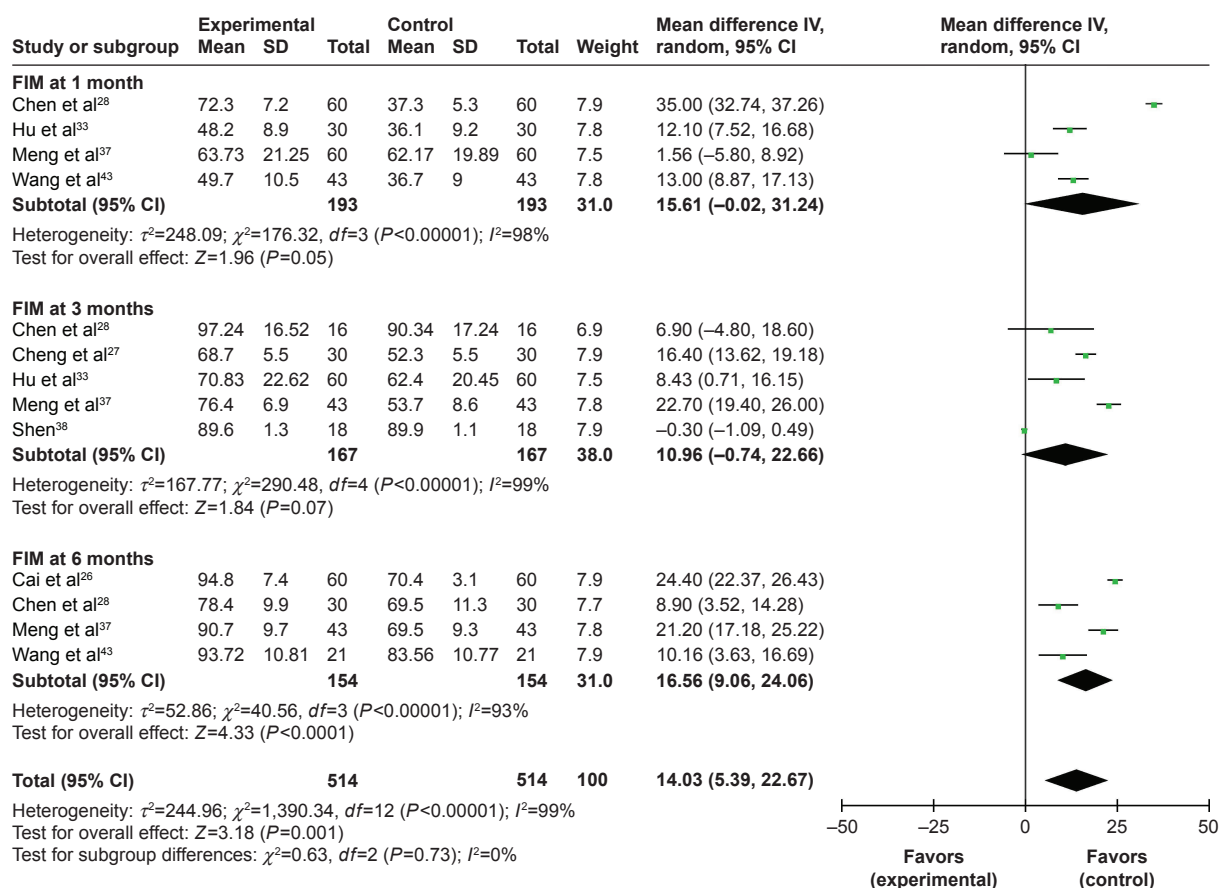 Experimental Control Mean difference IV, Mean difference IV,
Study or subgroup Mean SD Total Mean SD Total Weight random, 95% CI random, 95% CI
FIM at 1 month
Chen et al²⁸ 72.3 7.2 60 37.3 5.3 60 7.9 35.00 (32.74, 37.26)
Hu et al³³ 48.2 8.9 30 36.1 9.2 30 7.8 12.10 (7.52, 16.68)
Meng et al³⁷ 63.73 21.25 60 62.17 19.89 60 7.5 1.56 (–5.80, 8.92)
Wang et al⁴³ 49.7 10.5 43 36.7 9 43 7.8 13.00 (8.87, 17.13)
Subtotal (95% CI) 193 193 31.0 15.61 (–0.02, 31.24)
Heterogeneity: τ²=248.09; χ²=176.32, df=3 (P<0.00001); I²=98%
Test for overall effect: Z=1.96 (P=0.05)
FIM at 3 months
Chen et al²⁸ 97.24 16.52 16 90.34 17.24 16 6.9 6.90 (–4.80, 18.60)
Cheng et al²⁷ 68.7 5.5 30 52.3 5.5 30 7.9 16.40 (13.62, 19.18)
Hu et al³³ 70.83 22.62 60 62.4 20.45 60 7.5 8.43 (0.71, 16.15)
Meng et al³⁷ 76.4 6.9 43 53.7 8.6 43 7.8 22.70 (19.40, 26.00)
Shen³⁸ 89.6 1.3 18 89.9 1.1 18 7.9 –0.30 (–1.09, 0.49)
Subtotal (95% CI) 167 167 38.0 10.96 (–0.74, 22.66)
Heterogeneity: τ²=167.77; χ²=290.48, df=4 (P<0.00001); I²=99%
Test for overall effect: Z=1.84 (P=0.07)
FIM at 6 months
Cai et al²⁶ 94.8 7.4 60 70.4 3.1 60 7.9 24.40 (22.37, 26.43)
Chen et al²⁸ 78.4 9.9 30 69.5 11.3 30 7.7 8.90 (3.52, 14.28)
Meng et al³⁷ 90.7 9.7 43 69.5 9.3 43 7.8 21.20 (17.18, 25.22)
Wang et al⁴³ 93.72 10.81 21 83.56 10.77 21 7.9 10.16 (3.63, 16.69)
Subtotal (95% CI) 154 154 31.0 16.56 (9.06, 24.06)
Heterogeneity: τ²=52.86; χ²=40.56, df=3 (P<0.00001); I²=93%
Test for overall effect: Z=4.33 (P<0.0001)
Total (95% CI) 514 514 100 14.03 (5.39, 22.67)
Heterogeneity: τ²=244.96; χ²=1,390.34, df=12 (P<0.00001); I²=99%
Test for overall effect: Z=3.18 (P=0.001)
Test for subgroup differences: χ²=0.63, df=2 (P=0.73); I²=0%
–50 –25 0 25 50
Favors Favors
(experimental) (control)